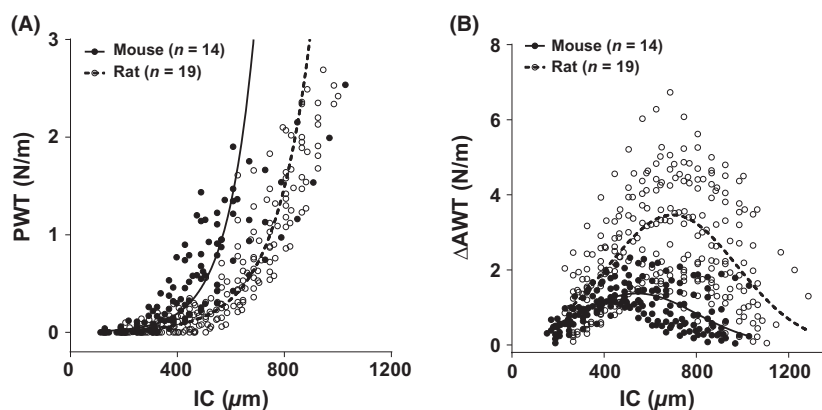 (A)
Mouse (n = 14)
Rat (n = 19)
PWT (N/m)
3
2
1
0
0 400 800 1200
IC (µm)
(B)
Mouse (n = 14)
Rat (n = 19)
ΔAWT (N/m)
8
6
4
2
0
0 400 800 1200
IC (µm)